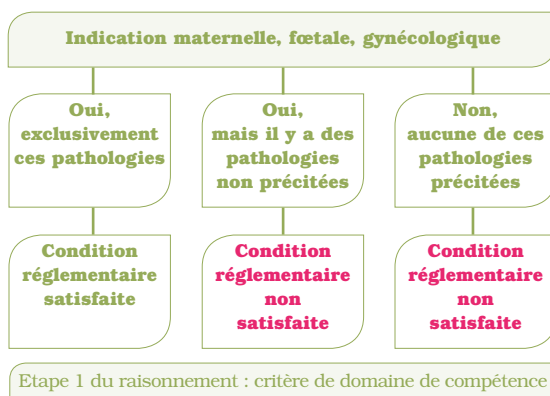 Indication maternelle, fœtale, gynécologique
Oui,
exclusivement
ces pathologies
Oui,
mais il y a des
pathologies
non précitées
Non,
aucune de ces
pathologies
précitées
Condition
réglementaire
satisfaite
Condition
réglementaire
non
satisfaite
Condition
réglementaire
non
satisfaite
Etape 1 du raisonnement : critère de domaine de compétence